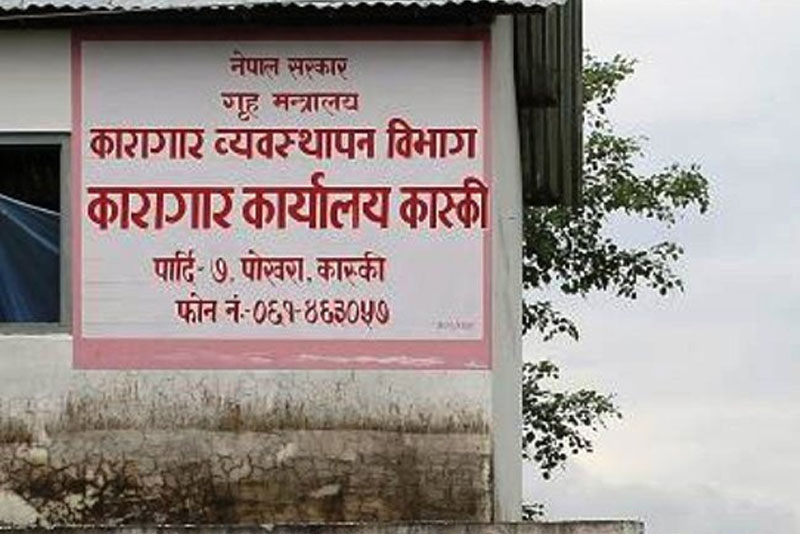 नेपाल सरकार
गृह मन्त्रालय
कारागार व्यवस्थापन विभाग
कारागार कार्यालय कास्की
पार्दि- ७, पोखरा, कास्की
फोन नं.-०६१-४६३०५७